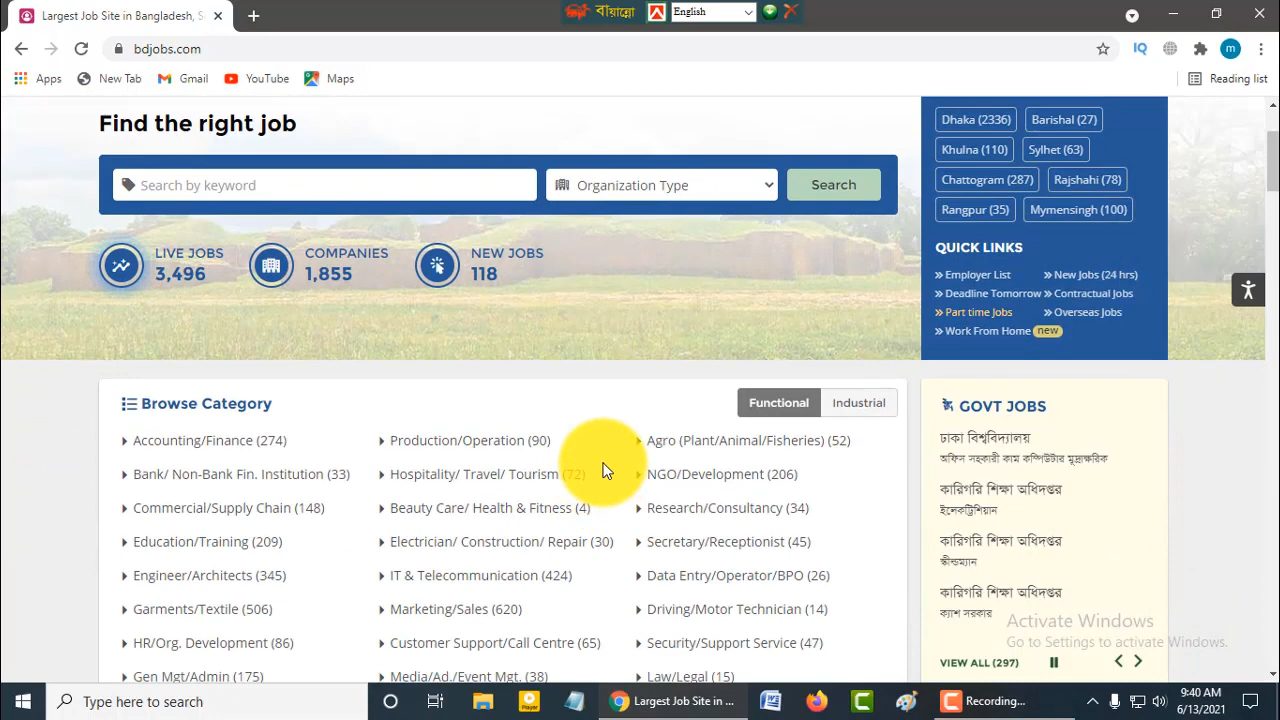 Largest Job Site in Bangladesh, S
বায়ান্নো
English
bdjobs.com
IQ
m
Apps
New Tab
Gmail
YouTube
Maps
Reading list
Find the right job
Search by keyword
Organization Type
Search
LIVE JOBS
3,496
COMPANIES
1,855
NEW JOBS
118
Dhaka (2336)
Barishal (27)
Khulna (110)
Sylhet (63)
Chattogram (287)
Rajshahi (78)
Rangpur (35)
Mymensingh (100)
QUICK LINKS
Employer List
New Jobs (24 hrs)
Deadline Tomorrow
Contractual Jobs
Part time Jobs
Overseas Jobs
Work From Home new
Browse Category
Functional
Industrial
Accounting/Finance (274)
Production/Operation (90)
Agro (Plant/Animal/Fisheries) (52)
Bank/ Non-Bank Fin. Institution (33)
Hospitality/ Travel/ Tourism (72)
NGO/Development (206)
Commercial/Supply Chain (148)
Beauty Care/ Health & Fitness (4)
Research/Consultancy (34)
Education/Training (209)
Electrician/ Construction/ Repair (30)
Secretary/Receptionist (45)
Engineer/Architects (345)
IT & Telecommunication (424)
Data Entry/Operator/BPO (26)
Garments/Textile (506)
Marketing/Sales (620)
Driving/Motor Technician (14)
HR/Org. Development (86)
Customer Support/Call Centre (65)
Security/Support Service (47)
Gen Mgt/Admin (175)
Media/Ad./Event Mgt. (38)
Law/Legal (15)
GOVT JOBS
ঢাকা বিশ্ববিদ্যালয়
অফিস সহকারী কাম কম্পিউটার মুদ্রাক্ষরিক
কারিগরি শিক্ষা অধিদপ্তর
ইলেকট্রিশিয়ান
কারিগরি শিক্ষা অধিদপ্তর
স্কীল্ডম্যান
কারিগরি শিক্ষা অধিদপ্তর
ক্যাশ সরকার
VIEW ALL (297)
Activate Windows
Go to Settings to activate Windows.
Type here to search
Player
Largest Job Site in ...
Recording...
9:40 AM
6/13/2021